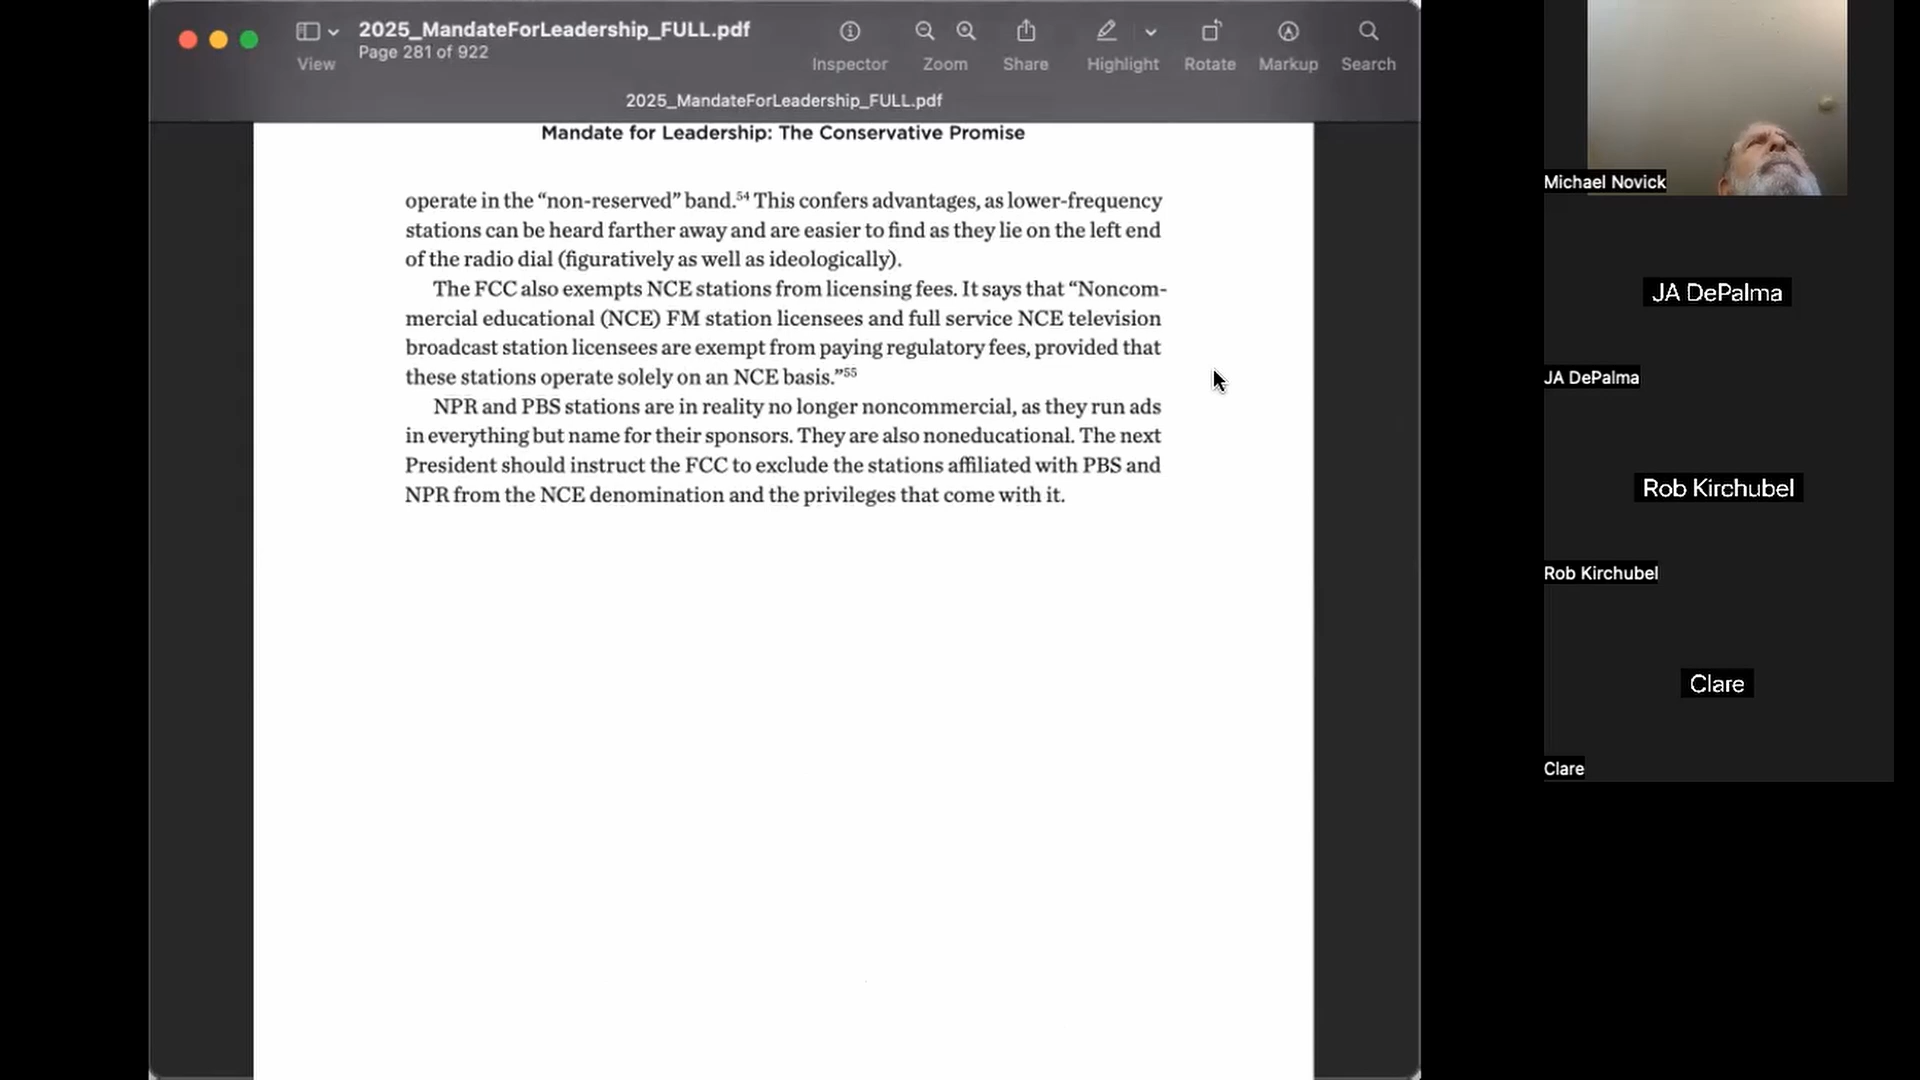 2025_MandateForLeadership_FULL.pdf
Page 281 of 922
View
Inspector
Zoom
Share
Highlight
Rotate
Markup
Search
2025_MandateForLeadership_FULL.pdf
Mandate for Leadership: The Conservative Promise
operate in the “non-reserved” band.⁵⁴ This confers advantages, as lower-frequency
stations can be heard farther away and are easier to find as they lie on the left end
of the radio dial (figuratively as well as ideologically).
The FCC also exempts NCE stations from licensing fees. It says that “Noncom-
mercial educational (NCE) FM station licensees and full service NCE television
broadcast station licensees are exempt from paying regulatory fees, provided that
these stations operate solely on an NCE basis.”⁵⁵
NPR and PBS stations are in reality no longer noncommercial, as they run ads
in everything but name for their sponsors. They are also noneducational. The next
President should instruct the FCC to exclude the stations affiliated with PBS and
NPR from the NCE denomination and the privileges that come with it.
Michael Novick
JA DePalma
JA DePalma
Rob Kirchubel
Rob Kirchubel
Clare
Clare